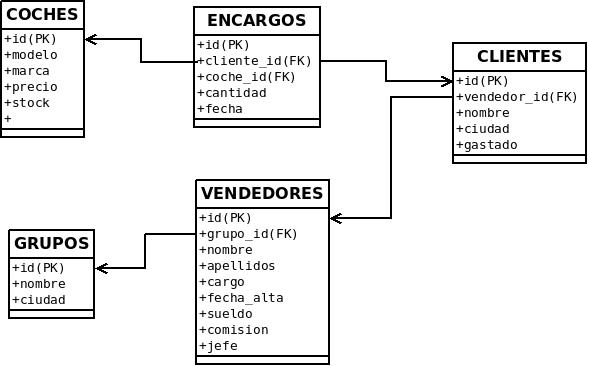 COCHES
+id(PK)
+modelo
+marca
+precio
+stock
+
ENCARGOS
+id(PK)
+cliente_id(FK)
+coche_id(FK)
+cantidad
+fecha
CLIENTES
+id(PK)
+vendedor_id(FK)
+nombre
+ciudad
+gastado
VENDEDORES
+id(PK)
+grupo_id(FK)
+nombre
+apellidos
+cargo
+fecha_alta
+sueldo
+comision
+jefe
GRUPOS
+id(PK)
+nombre
+ciudad